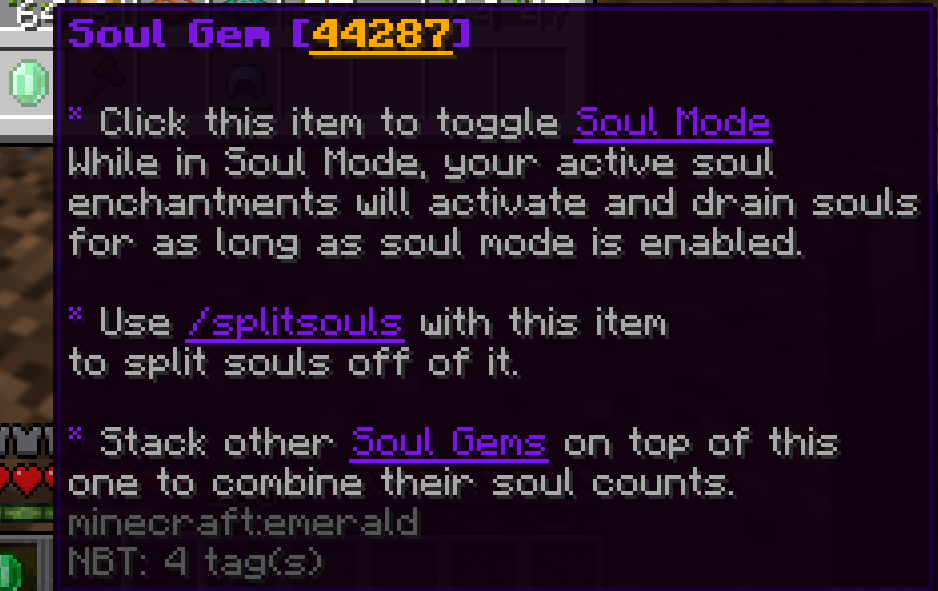 Soul Gem [44287]
* Click this item to toggle Soul Mode
While in Soul Mode, your active soul
enchantments will activate and drain souls
for as long as soul mode is enabled.
* Use /splitsouls with this item
to split souls off of it.
* Stack other Soul Gems on top of this
one to combine their soul counts.
minecraft:emerald
NBT: 4 tag(s)